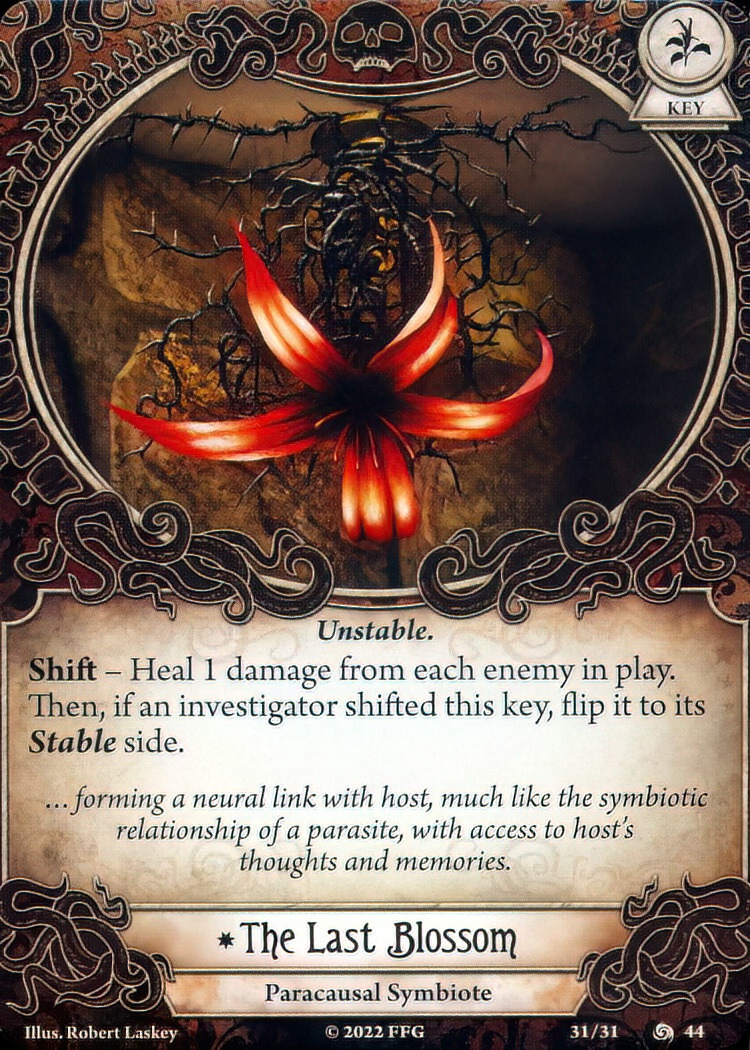 KEY
Unstable.
Shift – Heal 1 damage from each enemy in play.
Then, if an investigator shifted this key, flip it to its
Stable side.
…forming a neural link with host, much like the symbiotic
relationship of a parasite, with access to host's
thoughts and memories.
The Last Blossom
Paracausal Symbiote
Illus. Robert Laskey © 2022 FFG 31/31 44